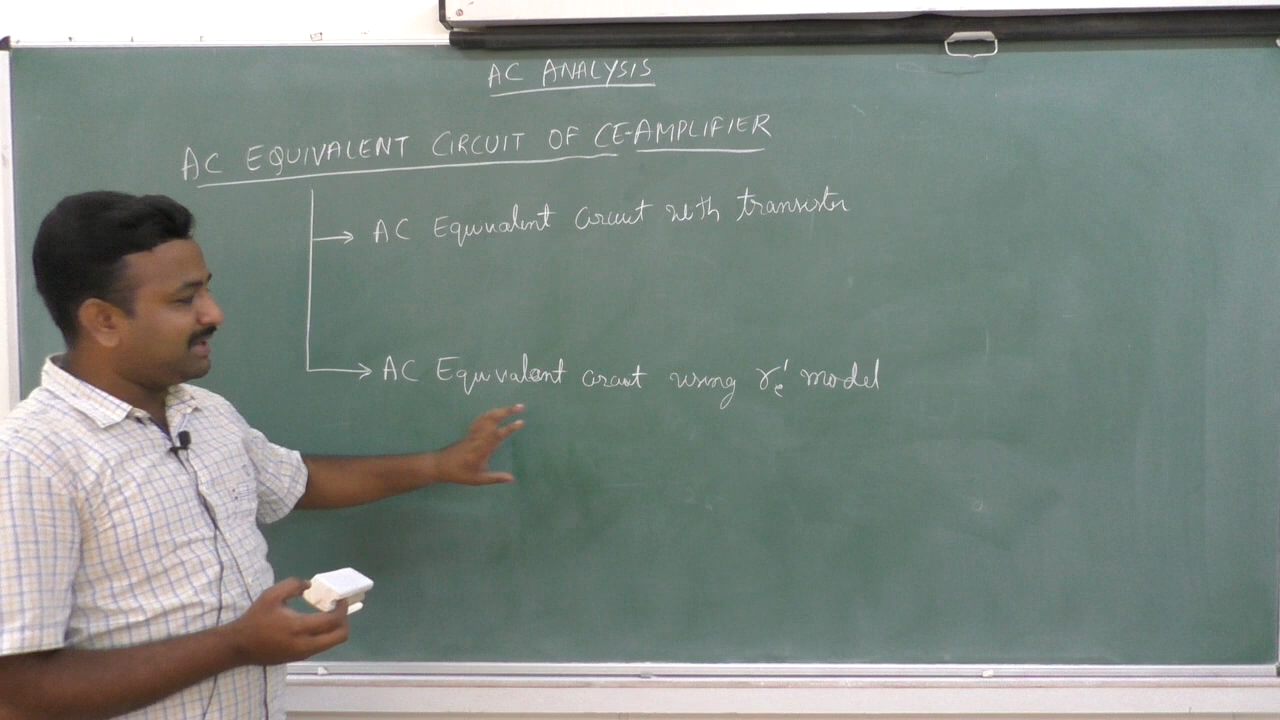 AC ANALYSIS
AC EQUIVALENT CIRCUIT OF CE-AMPLIFIER
→ AC Equivalent circuit with transistor
→ AC Equivalent circuit using re' model